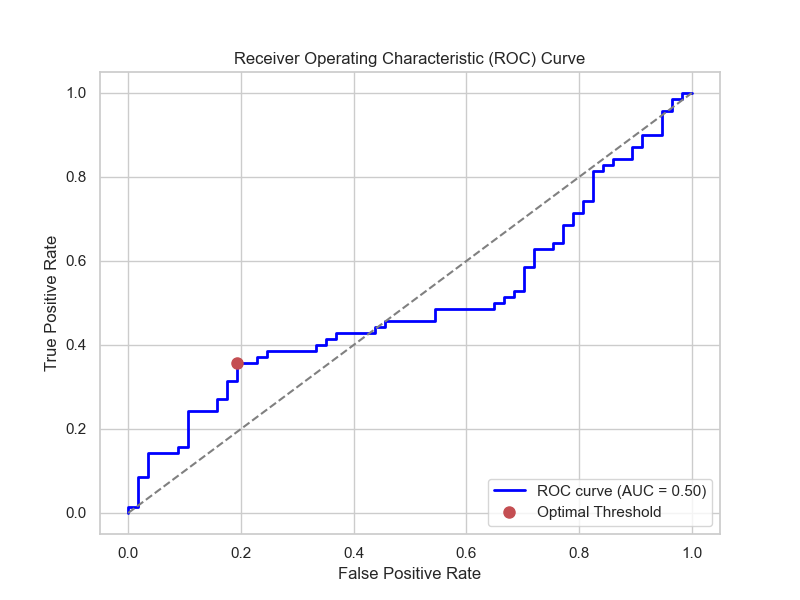 Receiver Operating Characteristic (ROC) Curve
1.0
0.8
0.6
0.4
0.2
0.0
True Positive Rate
ROC curve (AUC = 0.50)
Optimal Threshold
0.0 0.2 0.4 0.6 0.8 1.0
False Positive Rate